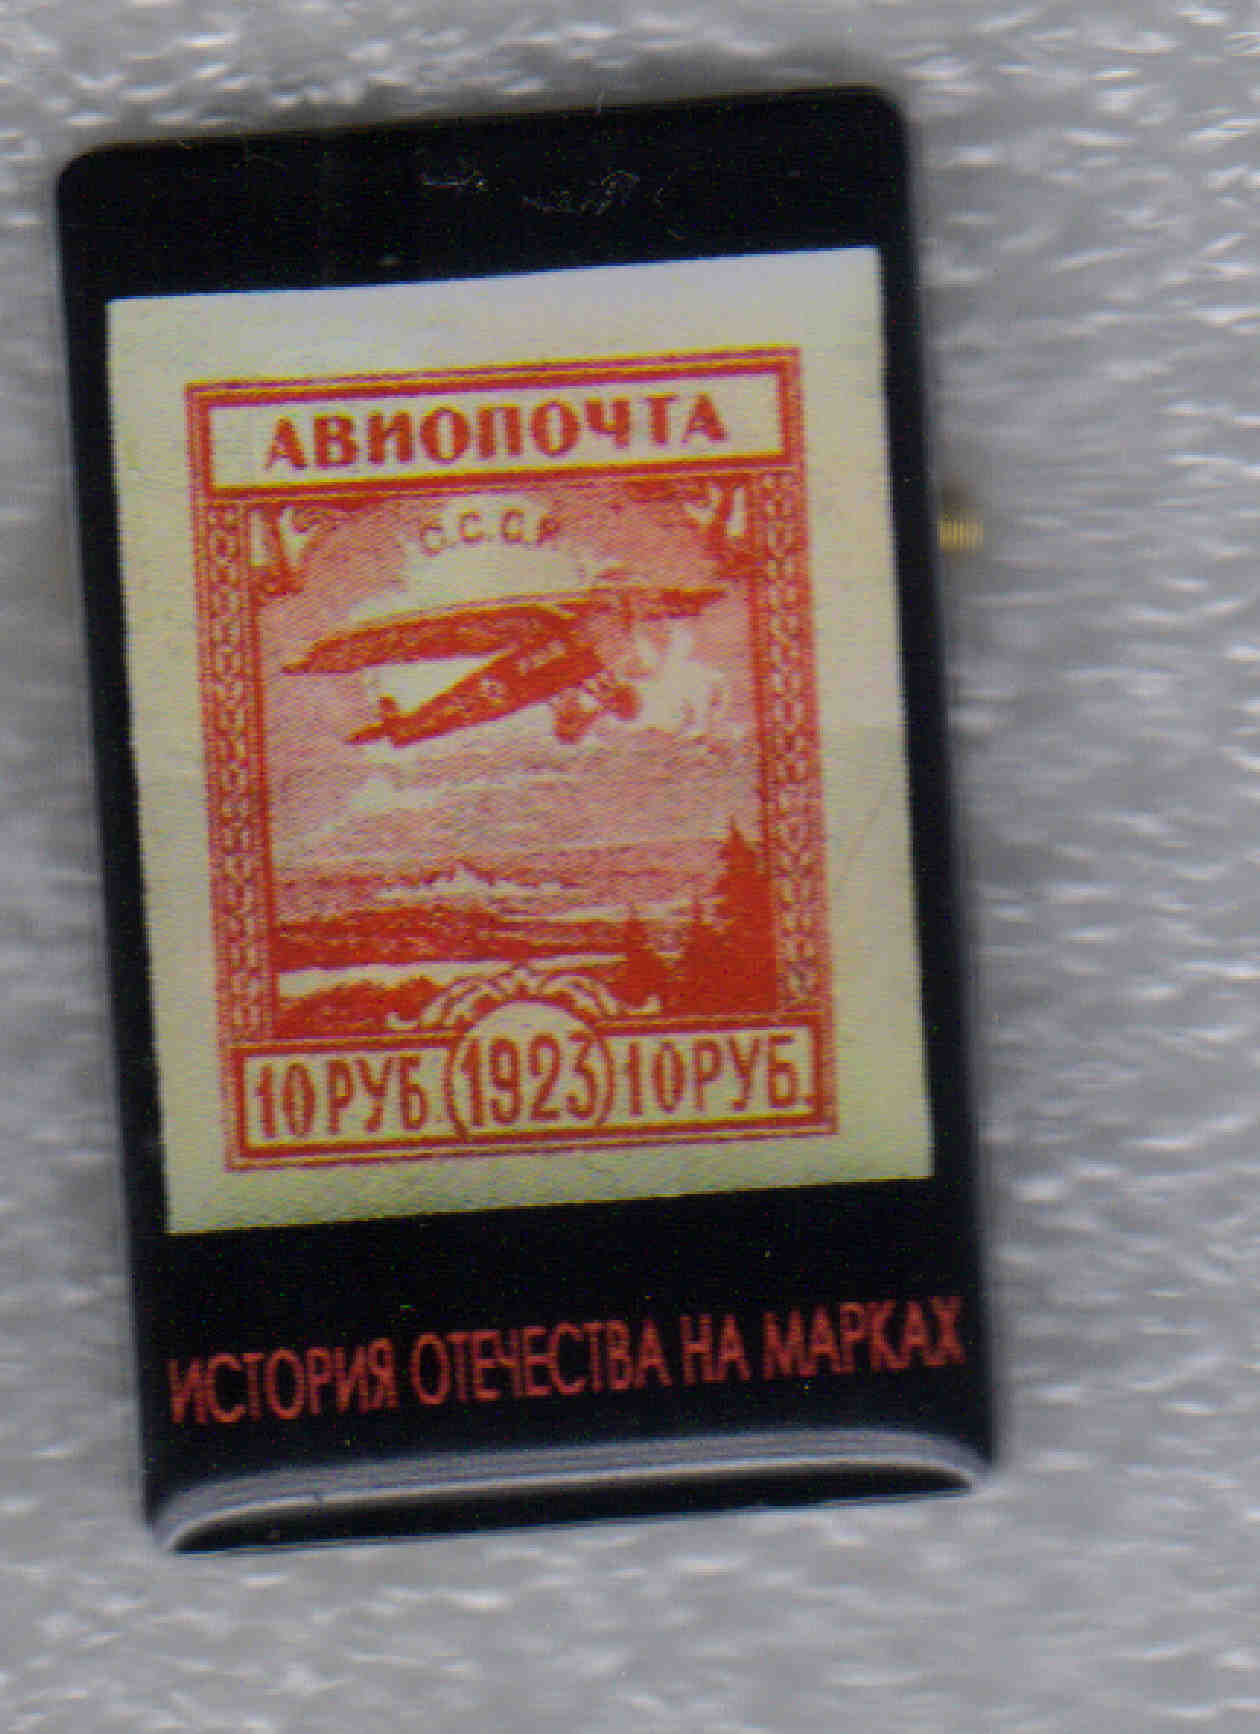 АВИОПОЧТА
С.С.С.Р
10 РУБ. 1923 10 РУБ.
ИСТОРИЯ ОТЕЧЕСТВА НА МАРКАХ